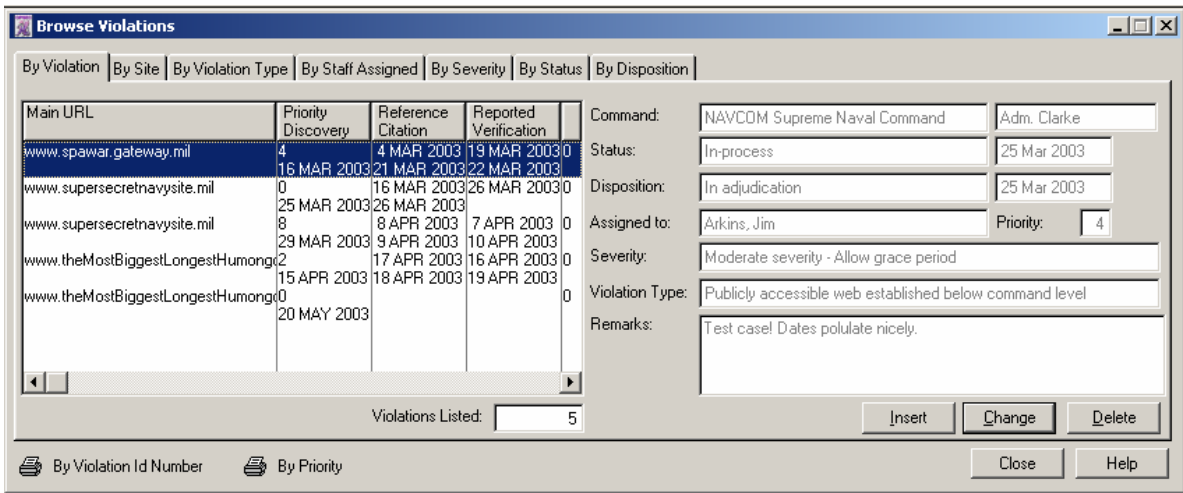 Browse Violations
By Violation By Site By Violation Type By Staff Assigned By Severity By Status By Disposition
Main URL Priority Reference Reported
Discovery Citation Verification
www.spawar.gateway.mil 4 4 MAR 2003 19 MAR 2003 0
16 MAR 2003 21 MAR 2003 22 MAR 2003
www.supersecretnavysite.mil 0 16 MAR 2003 26 MAR 2003 0
25 MAR 2003 26 MAR 2003
www.supersecretnavysite.mil 8 8 APR 2003 7 APR 2003 0
29 MAR 2003 9 APR 2003 10 APR 2003
www.theMostBiggestLongestHumongo 2 17 APR 2003 16 APR 2003 0
15 APR 2003 18 APR 2003 19 APR 2003
www.theMostBiggestLongestHumongo 0 0
20 MAY 2003
Violations Listed: 5
Command: NAVCOM Supreme Naval Command Adm. Clarke
Status: In-process 25 Mar 2003
Disposition: In adjudication 25 Mar 2003
Assigned to: Arkins, Jim Priority: 4
Severity: Moderate severity - Allow grace period
Violation Type: Publicly accessible web established below command level
Remarks: Test case! Dates polulate nicely.
Insert Change Delete
By Violation Id Number By Priority Close Help